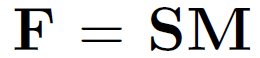 F = SM